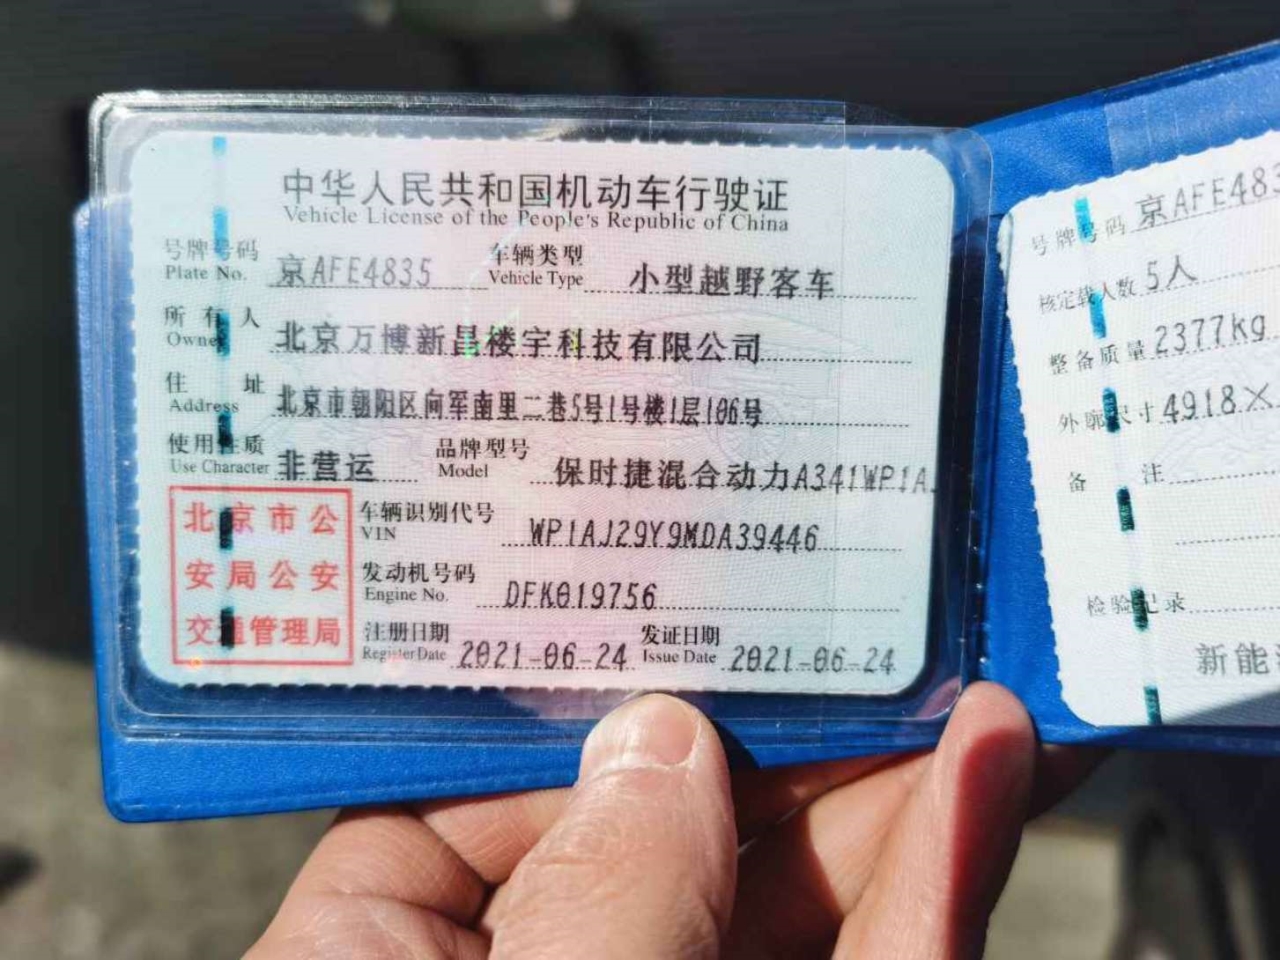 中华人民共和国机动车行驶证
Vehicle License of the People's Republic of China
号牌号码 京AFE4835 车辆类型 小型越野客车
Plate No. Vehicle Type
所有人 北京万博新昌楼宇科技有限公司
Owner
住址 北京市朝阳区向军南里二巷5号1号楼1层106号
Address
使用性质 非营运 品牌型号 保时捷混合动力A341WP1A
Use Character Model
北京市公
安局公安
交通管理局
车辆识别代号 WP1AJ29Y9MDA39446
VIN
发动机号码 DFK019756
Engine No.
注册日期 2021-06-24 发证日期 2021-06-24
Register Date Issue Date
号牌号码 京AFE483
核定载人数 5人
整备质量 2377kg
外廓尺寸 4918×
备注
检验记录
新能